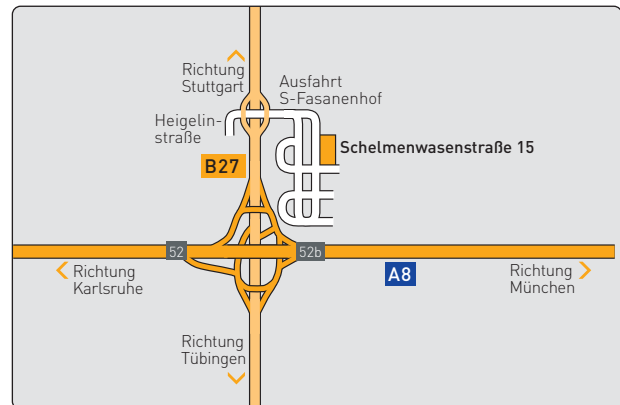 Richtung
Stuttgart
Ausfahrt
S-Fasanenhof
Heigelin-
straße
Schelmenwasenstraße 15
B27
52
52b
Richtung
Karlsruhe
A8
Richtung
München
Richtung
Tübingen